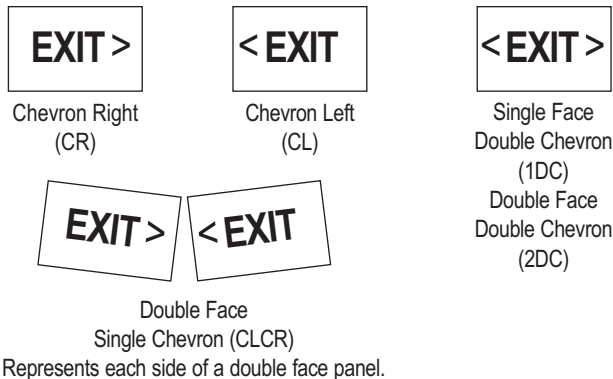 EXIT >
Chevron Right
(CR)
< EXIT
Chevron Left
(CL)
< EXIT >
Single Face
Double Chevron
(1DC)
Double Face
Double Chevron
(2DC)
EXIT >
< EXIT
Double Face
Single Chevron (CLCR)
Represents each side of a double face panel.